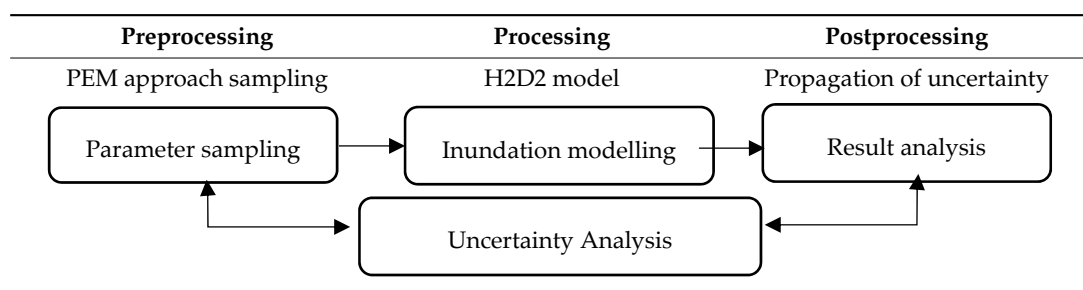 Preprocessing Processing Postprocessing
PEM approach sampling H2D2 model Propagation of uncertainty
Parameter sampling Inundation modelling Result analysis
Uncertainty Analysis